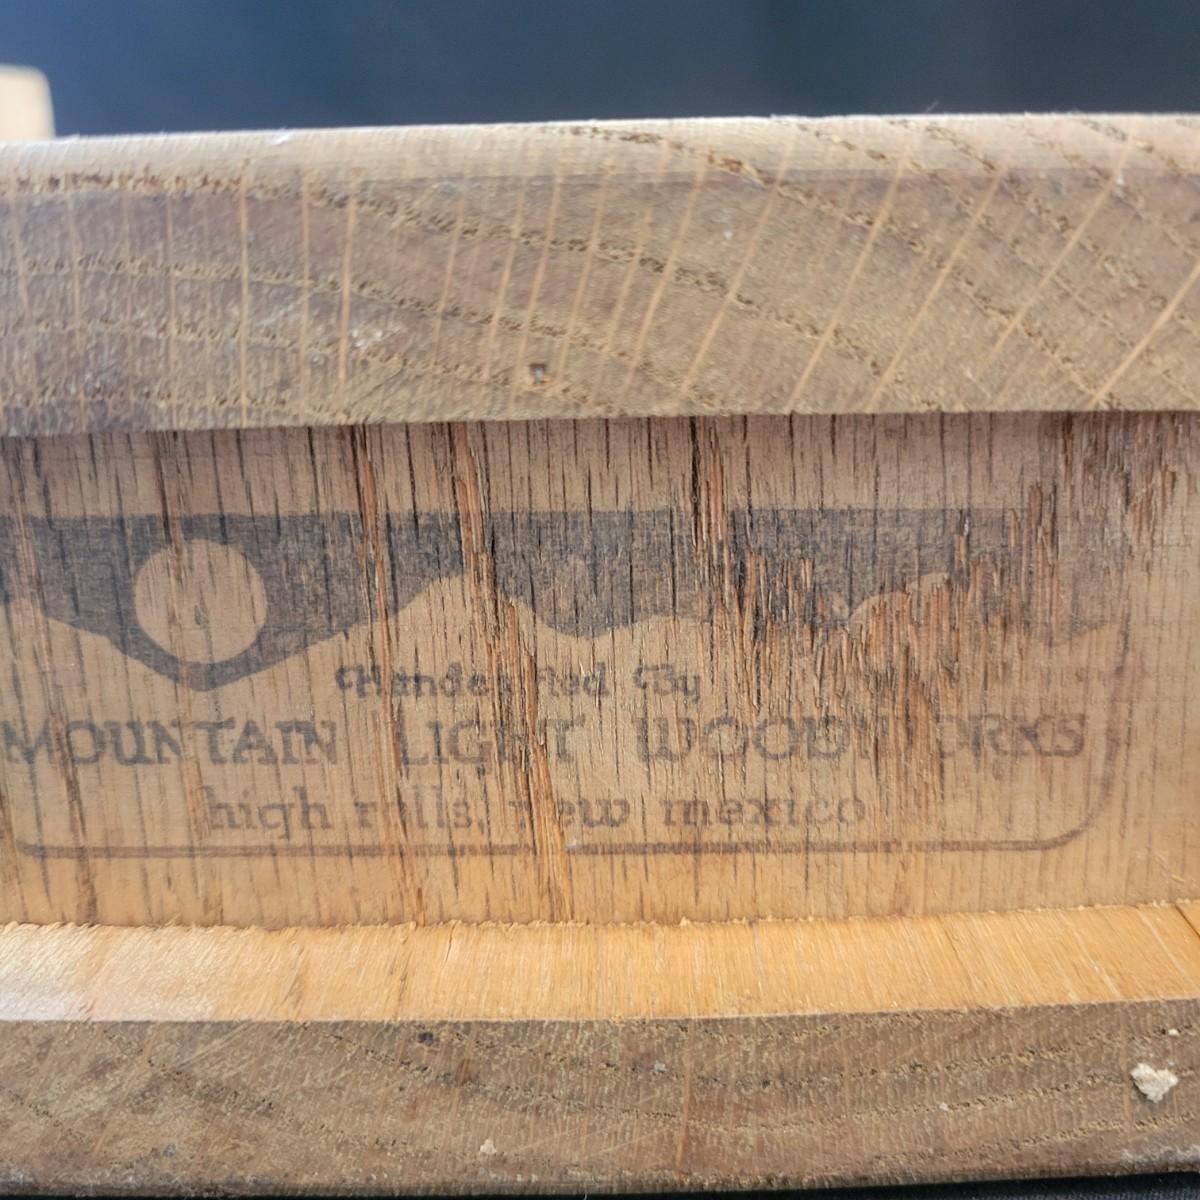 Handcrafted By
MOUNTAIN LIGHT WOODWORKS
high rolls, new mexico